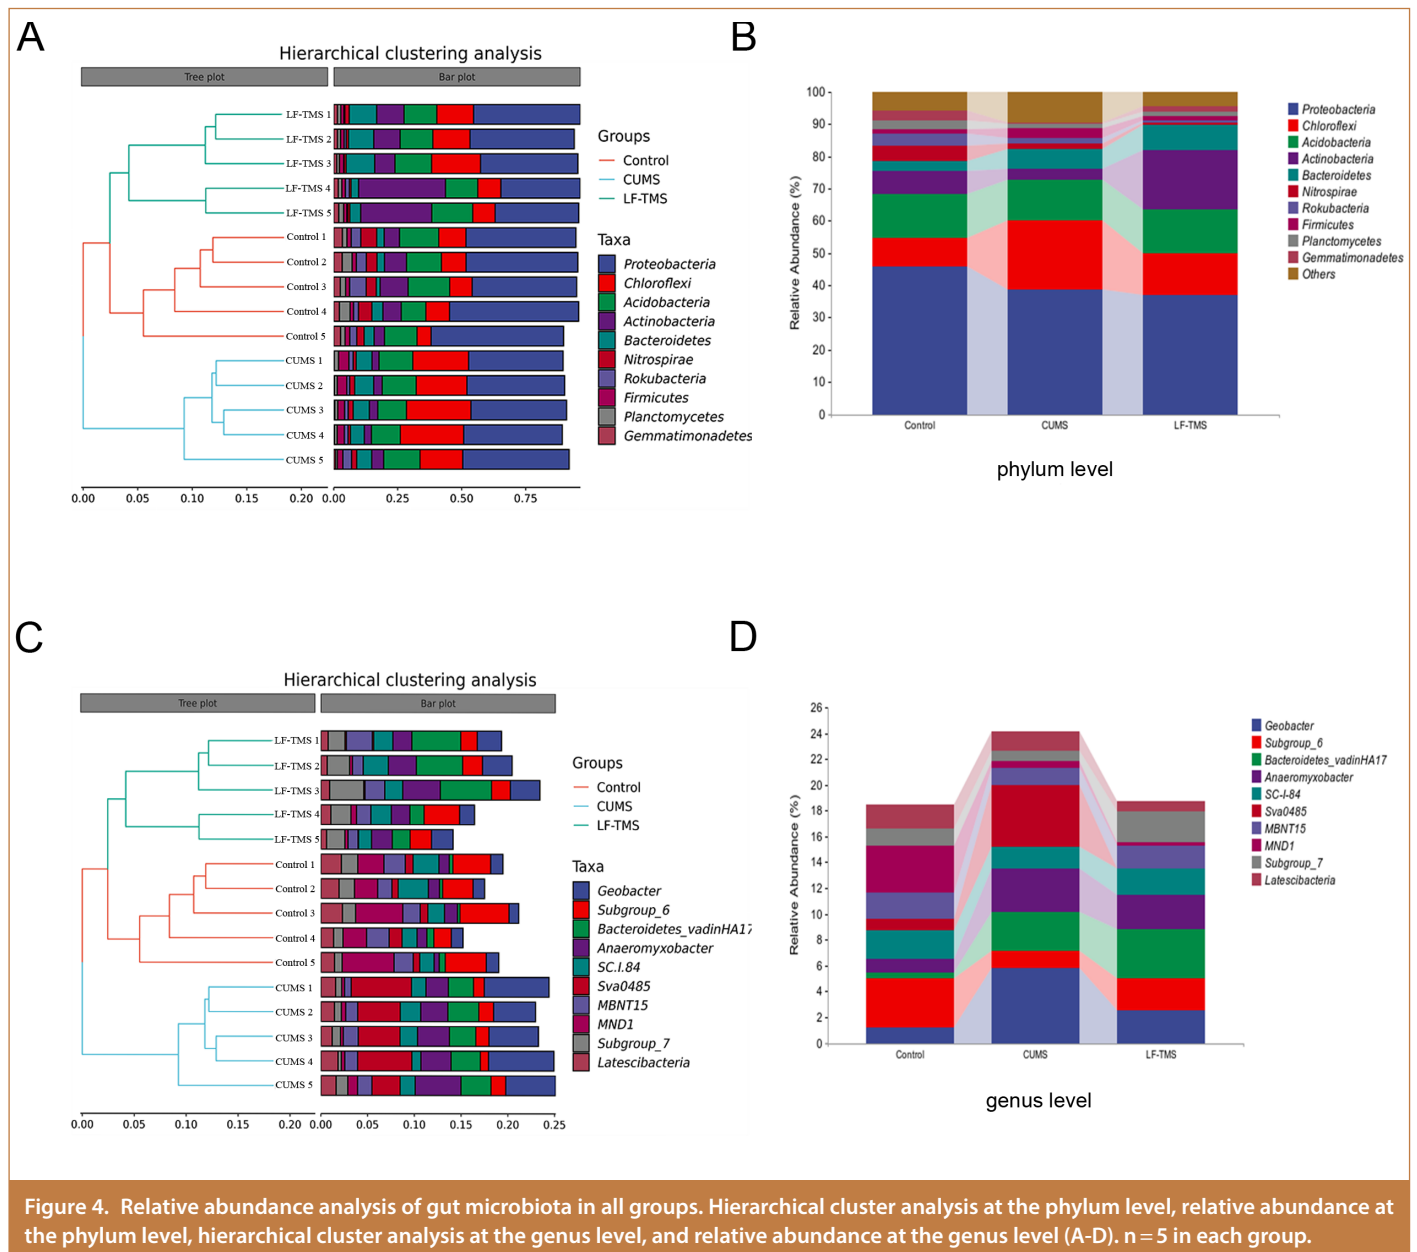 A
Hierarchical clustering analysis
Tree plot
Bar plot
LF-TMS 1
LF-TMS 2
LF-TMS 3
LF-TMS 4
LF-TMS 5
Control 1
Control 2
Control 3
Control 4
Control 5
CUMS 1
CUMS 2
CUMS 3
CUMS 4
CUMS 5
0.00 0.05 0.10 0.15 0.20
0.00 0.25 0.50 0.75
Groups
Control
CUMS
LF-TMS
Taxa
Proteobacteria
Chloroflexi
Acidobacteria
Actinobacteria
Bacteroidetes
Nitrospirae
Rokubacteria
Firmicutes
Planctomycetes
Gemmatimonadetes
B
Relative Abundance (%)
100
90
80
70
60
50
40
30
20
10
0
Control CUMS LF-TMS
phylum level
Proteobacteria
Chloroflexi
Acidobacteria
Actinobacteria
Bacteroidetes
Nitrospirae
Rokubacteria
Firmicutes
Planctomycetes
Gemmatimonadetes
Others
C
Hierarchical clustering analysis
Tree plot
Bar plot
LF-TMS 1
LF-TMS 2
LF-TMS 3
LF-TMS 4
LF-TMS 5
Control 1
Control 2
Control 3
Control 4
Control 5
CUMS 1
CUMS 2
CUMS 3
CUMS 4
CUMS 5
0.00 0.05 0.10 0.15 0.20
0.00 0.05 0.10 0.15 0.20 0.25
Groups
Control
CUMS
LF-TMS
Taxa
Geobacter
Subgroup_6
Bacteroidetes_vadinHA17
Anaeromyxobacter
SC.I.84
Sva0485
MBNT15
MND1
Subgroup_7
Latescibacteria
D
Relative Abundance (%)
26
24
22
20
18
16
14
12
10
8
6
4
2
0
Control CUMS LF-TMS
genus level
Geobacter
Subgroup_6
Bacteroidetes_vadinHA17
Anaeromyxobacter
SC-I-84
Sva0485
MBNT15
MND1
Subgroup_7
Latescibacteria
Figure 4. Relative abundance analysis of gut microbiota in all groups. Hierarchical cluster analysis at the phylum level, relative abundance at
the phylum level, hierarchical cluster analysis at the genus level, and relative abundance at the genus level (A-D). n = 5 in each group.